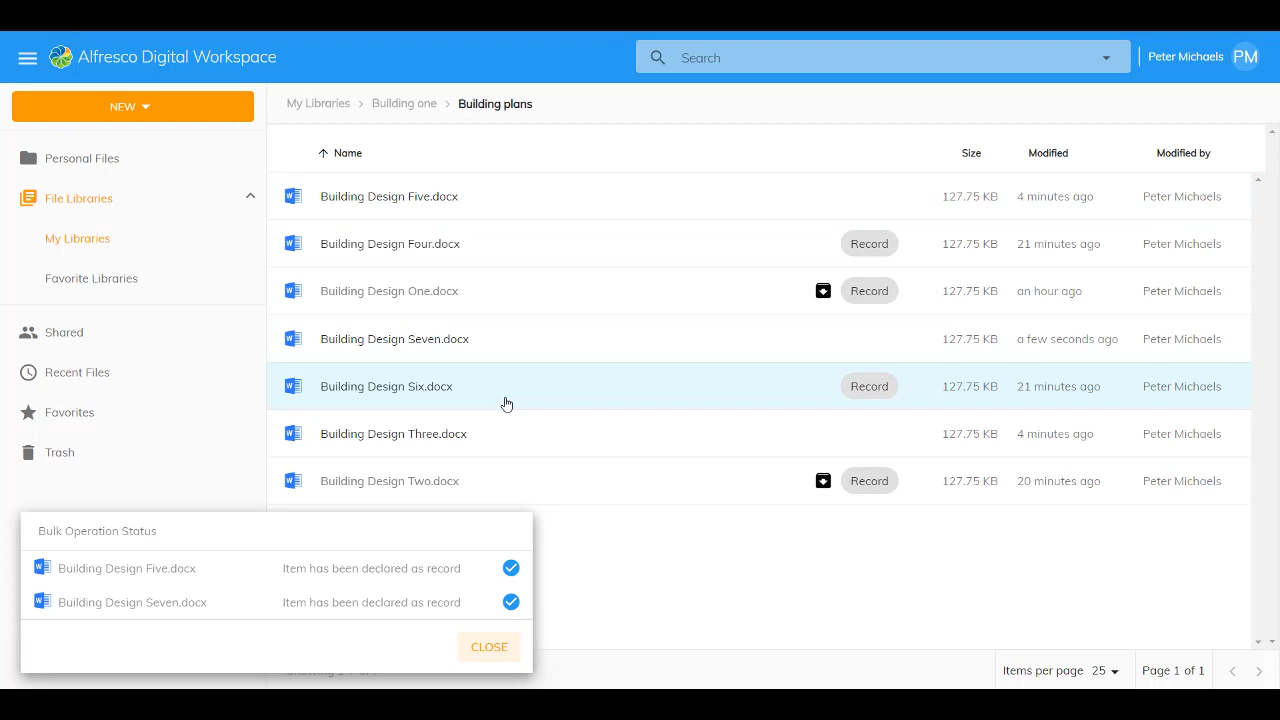 Alfresco Digital Workspace
Search
Peter Michaels PM
NEW
Personal Files
File Libraries
My Libraries
Favorite Libraries
Shared
Recent Files
Favorites
Trash
My Libraries > Building one > Building plans
Name Size Modified Modified by
Building Design Five.docx 127.75 KB 4 minutes ago Peter Michaels
Building Design Four.docx Record 127.75 KB 21 minutes ago Peter Michaels
Building Design One.docx Record 127.75 KB an hour ago Peter Michaels
Building Design Seven.docx 127.75 KB a few seconds ago Peter Michaels
Building Design Six.docx Record 127.75 KB 21 minutes ago Peter Michaels
Building Design Three.docx 127.75 KB 4 minutes ago Peter Michaels
Building Design Two.docx Record 127.75 KB 20 minutes ago Peter Michaels
Bulk Operation Status
Building Design Five.docx Item has been declared as record
Building Design Seven.docx Item has been declared as record
CLOSE
Items per page 25 Page 1 of 1